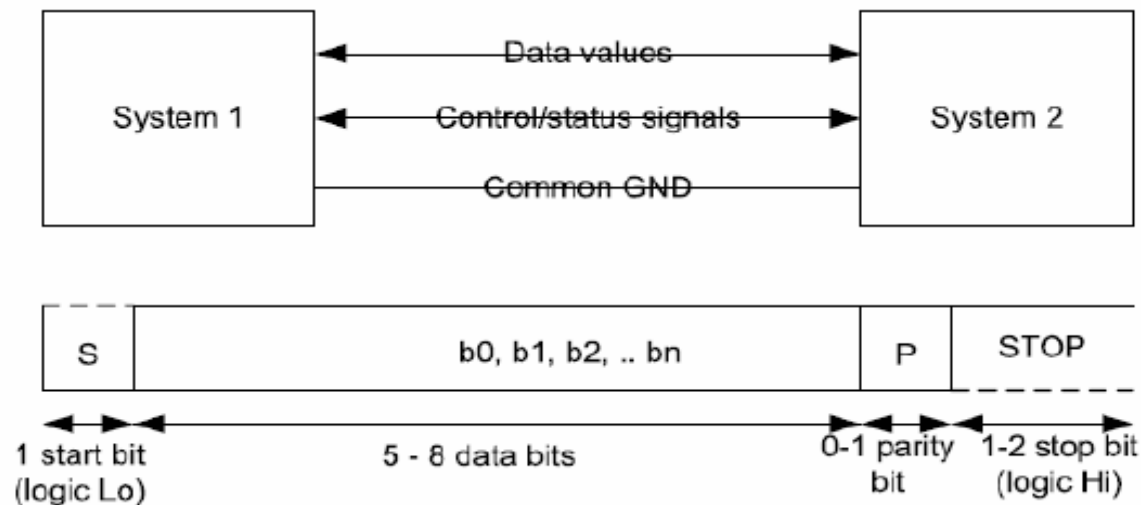 Data values
System 1
Control/status signals
System 2
Common GND
S
b0, b1, b2, .. bn
P
STOP
1 start bit
(logic Lo)
5 - 8 data bits
0-1 parity
bit
1-2 stop bit
(logic Hi)